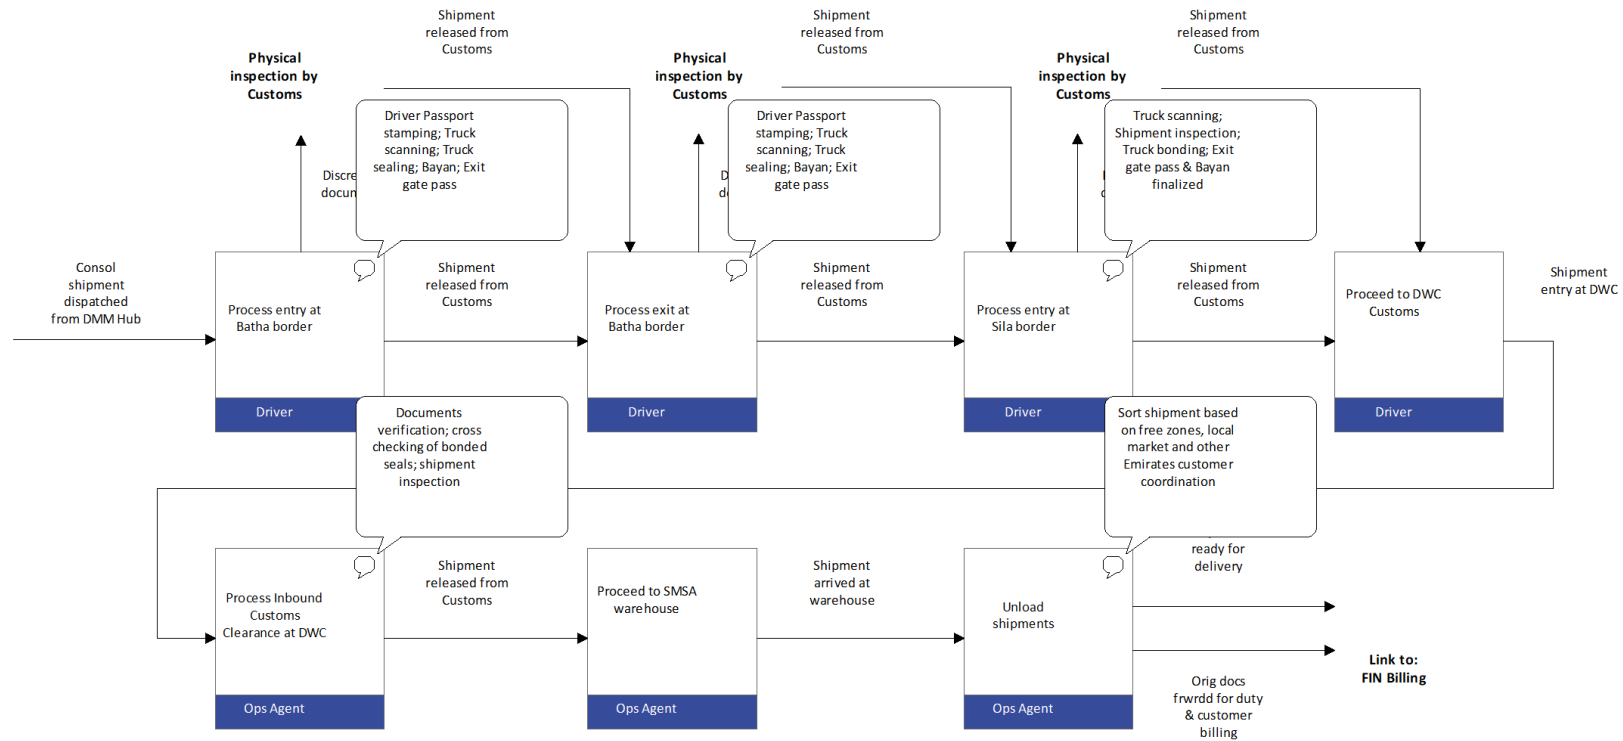 Shipment
released from
Customs
Shipment
released from
Customs
Shipment
released from
Customs
Physical
inspection by
Customs
Physical
inspection by
Customs
Physical
inspection by
Customs
Driver Passport
stamping; Truck
scanning; Truck
sealing; Bayan; Exit
gate pass
Driver Passport
stamping; Truck
scanning; Truck
sealing; Bayan; Exit
gate pass
Truck scanning;
Shipment inspection;
Truck bonding; Exit
gate pass & Bayan
finalized
Consol
shipment
dispatched
from DMM Hub
Process entry at
Batha border
Driver
Shipment
released from
Customs
Process exit at
Batha border
Driver
Shipment
released from
Customs
Process entry at
Sila border
Driver
Shipment
released from
Customs
Proceed to DWC
Customs
Driver
Shipment
entry at DWC
Documents
verification; cross
checking of bonded
seals; shipment
inspection
Sort shipment based
on free zones, local
market and other
Emirates customer
coordination
Process Inbound
Customs
Clearance at DWC
Ops Agent
Shipment
released from
Customs
Proceed to SMSA
warehouse
Ops Agent
Shipment
arrived at
warehouse
Unload
shipments
Ops Agent
ready for
delivery
Link to:
FIN Billing
Orig docs
frwrdd for duty
& customer
billing